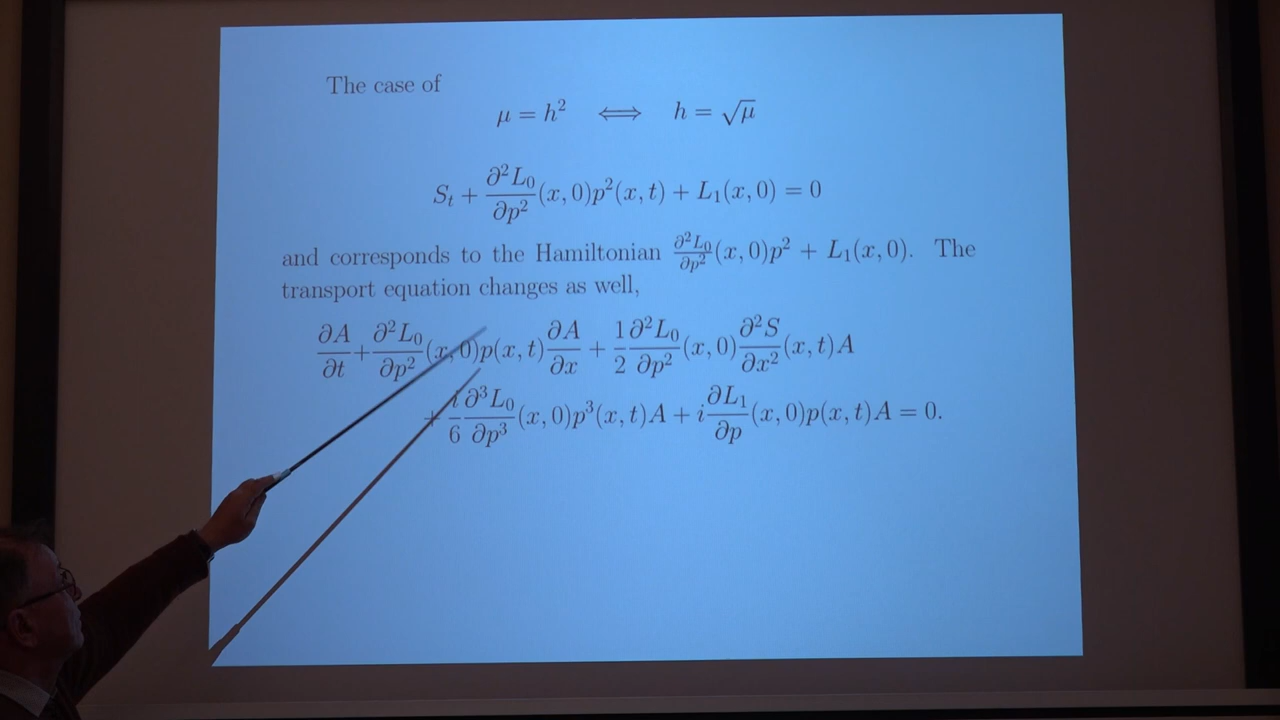 The case of
μ = h² ⟺ h = √μ
S_t + ∂²L₀/∂p² (x, 0)p²(x, t) + L₁(x, 0) = 0
and corresponds to the Hamiltonian ∂²L₀/∂p² (x, 0)p² + L₁(x, 0). The
transport equation changes as well,
∂A/∂t + ∂²L₀/∂p² (x, 0)p(x, t) ∂A/∂x + 1/2 ∂²L₀/∂p² (x, 0) ∂²S/∂x² (x, t)A
+ i/6 ∂³L₀/∂p³ (x, 0)p³(x, t)A + i ∂L₁/∂p (x, 0)p(x, t)A = 0.